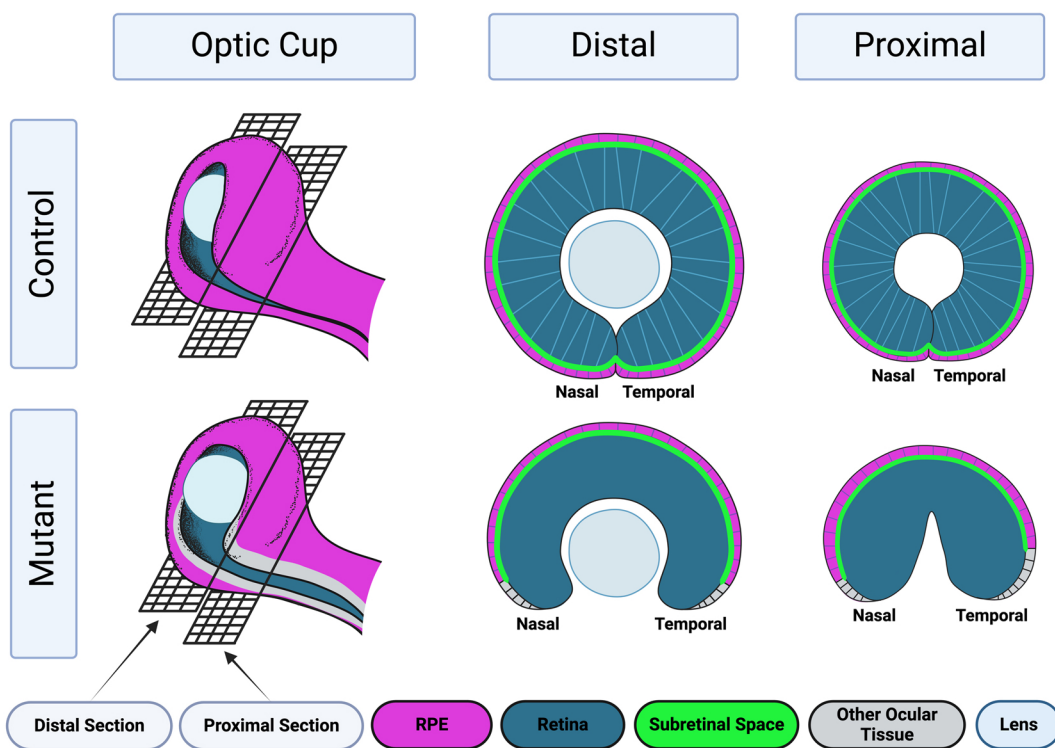 Optic Cup
Distal
Proximal
Control
Nasal
Temporal
Nasal
Temporal
Mutant
Nasal
Temporal
Nasal
Temporal
Distal Section
Proximal Section
RPE
Retina
Subretinal Space
Other Ocular
Tissue
Lens